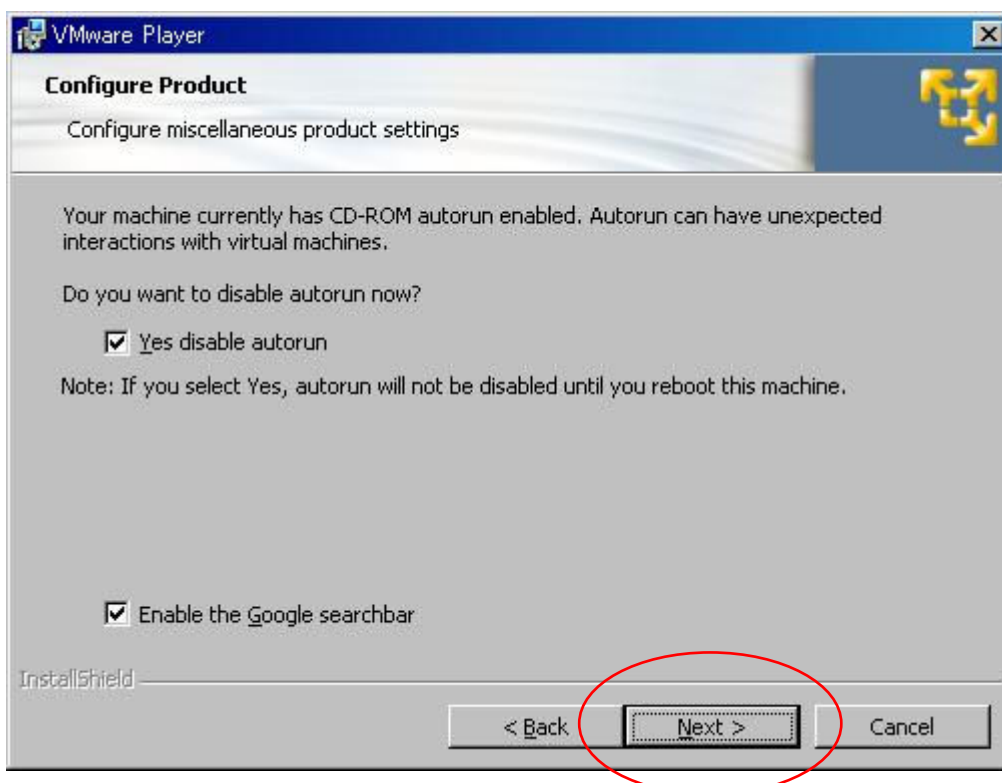 VMware Player
Configure Product
Configure miscellaneous product settings
Your machine currently has CD-ROM autorun enabled. Autorun can have unexpected
interactions with virtual machines.
Do you want to disable autorun now?
Yes disable autorun
Note: If you select Yes, autorun will not be disabled until you reboot this machine.
Enable the Google searchbar
InstallShield
< Back
Next >
Cancel